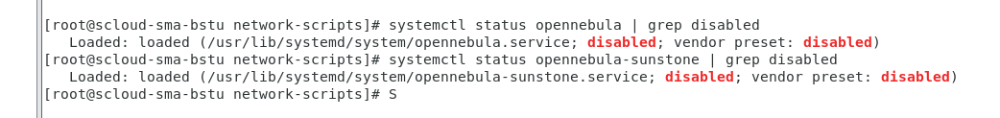 [root@scloud-sma-bstu network-scripts]# systemctl status opennebula | grep disabled
   Loaded: loaded (/usr/lib/systemd/system/opennebula.service; disabled; vendor preset: disabled)
[root@scloud-sma-bstu network-scripts]# systemctl status opennebula-sunstone | grep disabled
   Loaded: loaded (/usr/lib/systemd/system/opennebula-sunstone.service; disabled; vendor preset: disabled)
[root@scloud-sma-bstu network-scripts]# S